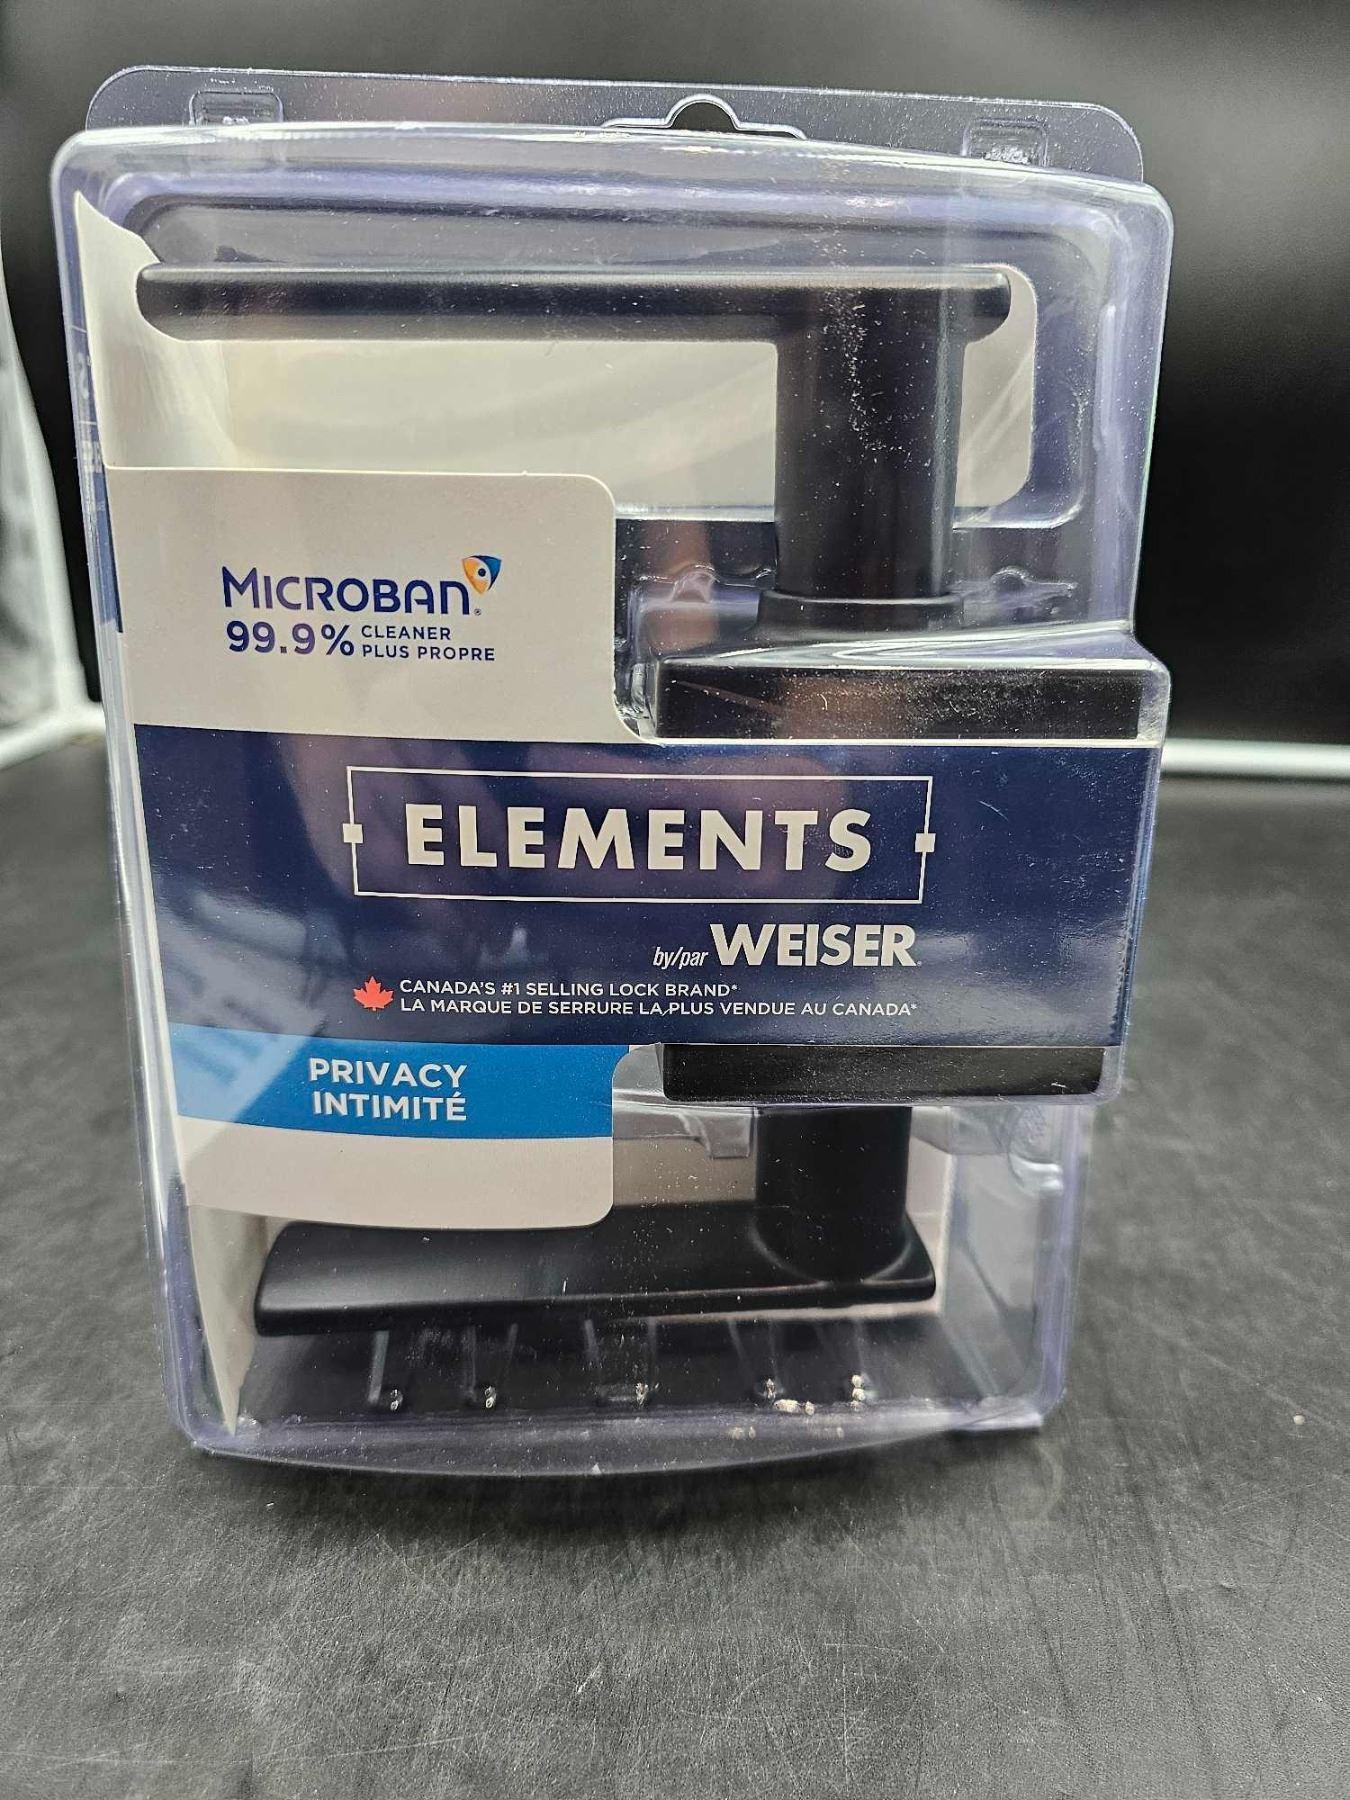 MICROBAN®
99.9% CLEANER
PLUS PROPRE
ELEMENTS
by/par WEISER
CANADA'S #1 SELLING LOCK BRAND*
LA MARQUE DE SERRURE LA PLUS VENDUE AU CANADA*
PRIVACY
INTIMITÉ